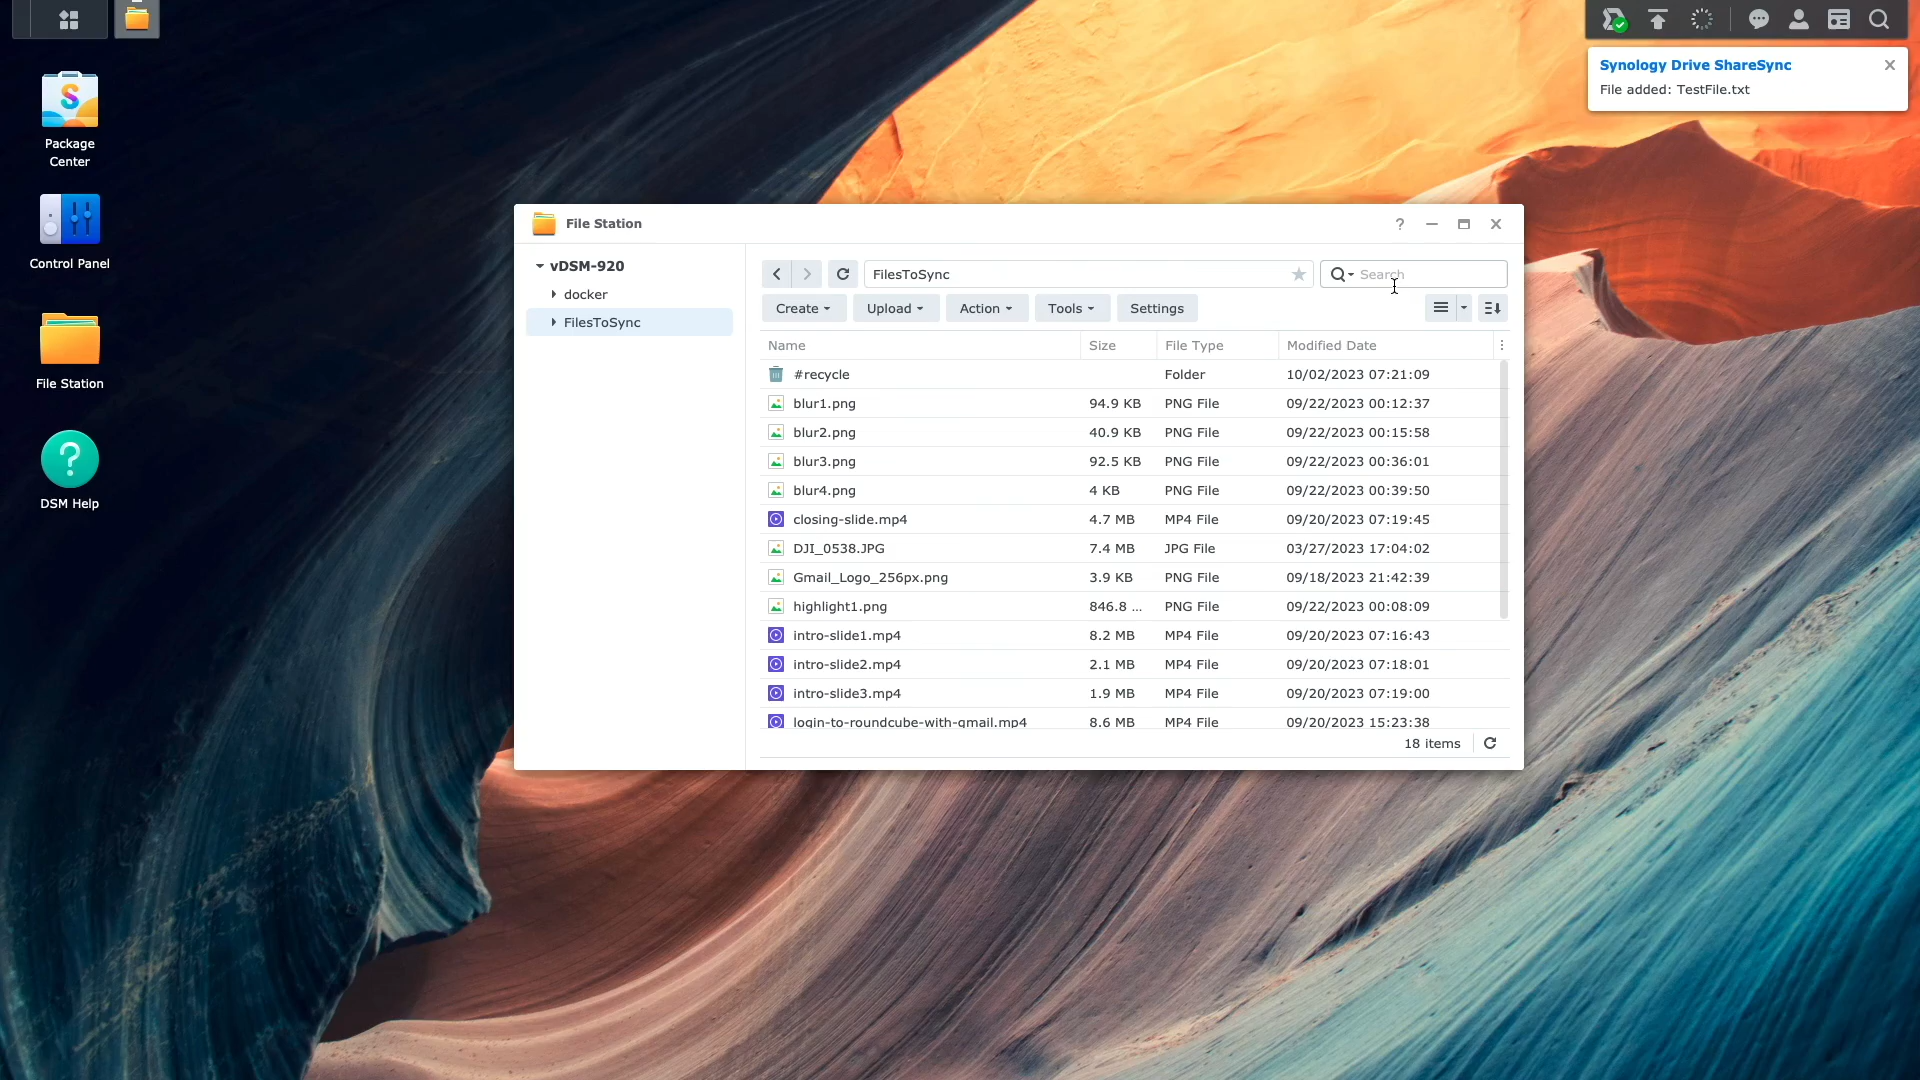 Synology Drive ShareSync
File added: TestFile.txt
Package
Center
Control Panel
File Station
DSM Help
File Station
vDSM-920
docker
FilesToSync
FilesToSync
Search
Create
Upload
Action
Tools
Settings
Name Size File Type Modified Date
#recycle Folder 10/02/2023 07:21:09
blur1.png 94.9 KB PNG File 09/22/2023 00:12:37
blur2.png 40.9 KB PNG File 09/22/2023 00:15:58
blur3.png 92.5 KB PNG File 09/22/2023 00:36:01
blur4.png 4 KB PNG File 09/22/2023 00:39:50
closing-slide.mp4 4.7 MB MP4 File 09/20/2023 07:19:45
DJI_0538.JPG 7.4 MB JPG File 03/27/2023 17:04:02
Gmail_Logo_256px.png 3.9 KB PNG File 09/18/2023 21:42:39
highlight1.png 846.8 ... PNG File 09/22/2023 00:08:09
intro-slide1.mp4 8.2 MB MP4 File 09/20/2023 07:16:43
intro-slide2.mp4 2.1 MB MP4 File 09/20/2023 07:18:01
intro-slide3.mp4 1.9 MB MP4 File 09/20/2023 07:19:00
login-to-roundcube-with-gmail.mp4 8.6 MB MP4 File 09/20/2023 15:23:38
18 items